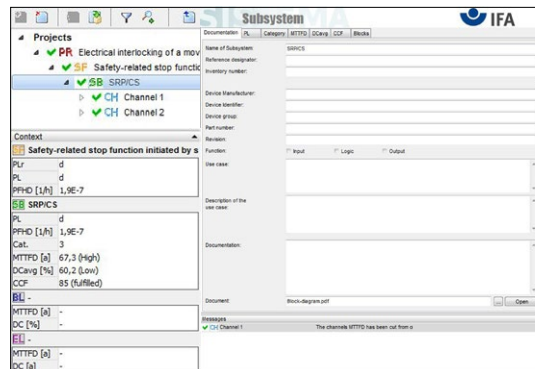 SISTEMA
Subsystem
IFA
Projects
PR Electrical interlocking of a mov
SF Safety-related stop functic
SB SRP/CS
CH Channel 1
CH Channel 2
Context
SF Safety-related stop function initiated by s
PLr d
PL d
PFHD [1/h] 1,9E-7
SB SRP/CS
PL d
PFHD [1/h] 1,9E-7
Cat. 3
MTTFD [a] 67,3 (High)
DCavg [%] 60,2 (Low)
CCF 85 (fulfilled)
BL -
MTTFD [a] -
DC [%] -
EL -
MTTFD [a] -
DC [a] -
Documentation PL Category MTTFD DCavg CCF Blocks
Name of Subsystem: SRP/CS
Reference designator:
Inventory number:
Device Manufacturer:
Device Identifier:
Device group:
Part number:
Revision:
Function: Input Logic Output
Use case:
Description of the
use case:
Documentation:
Document: Block-diagram.pdf ... Open
Messages
CH Channel 1 The channels MTTFD has been cut from o